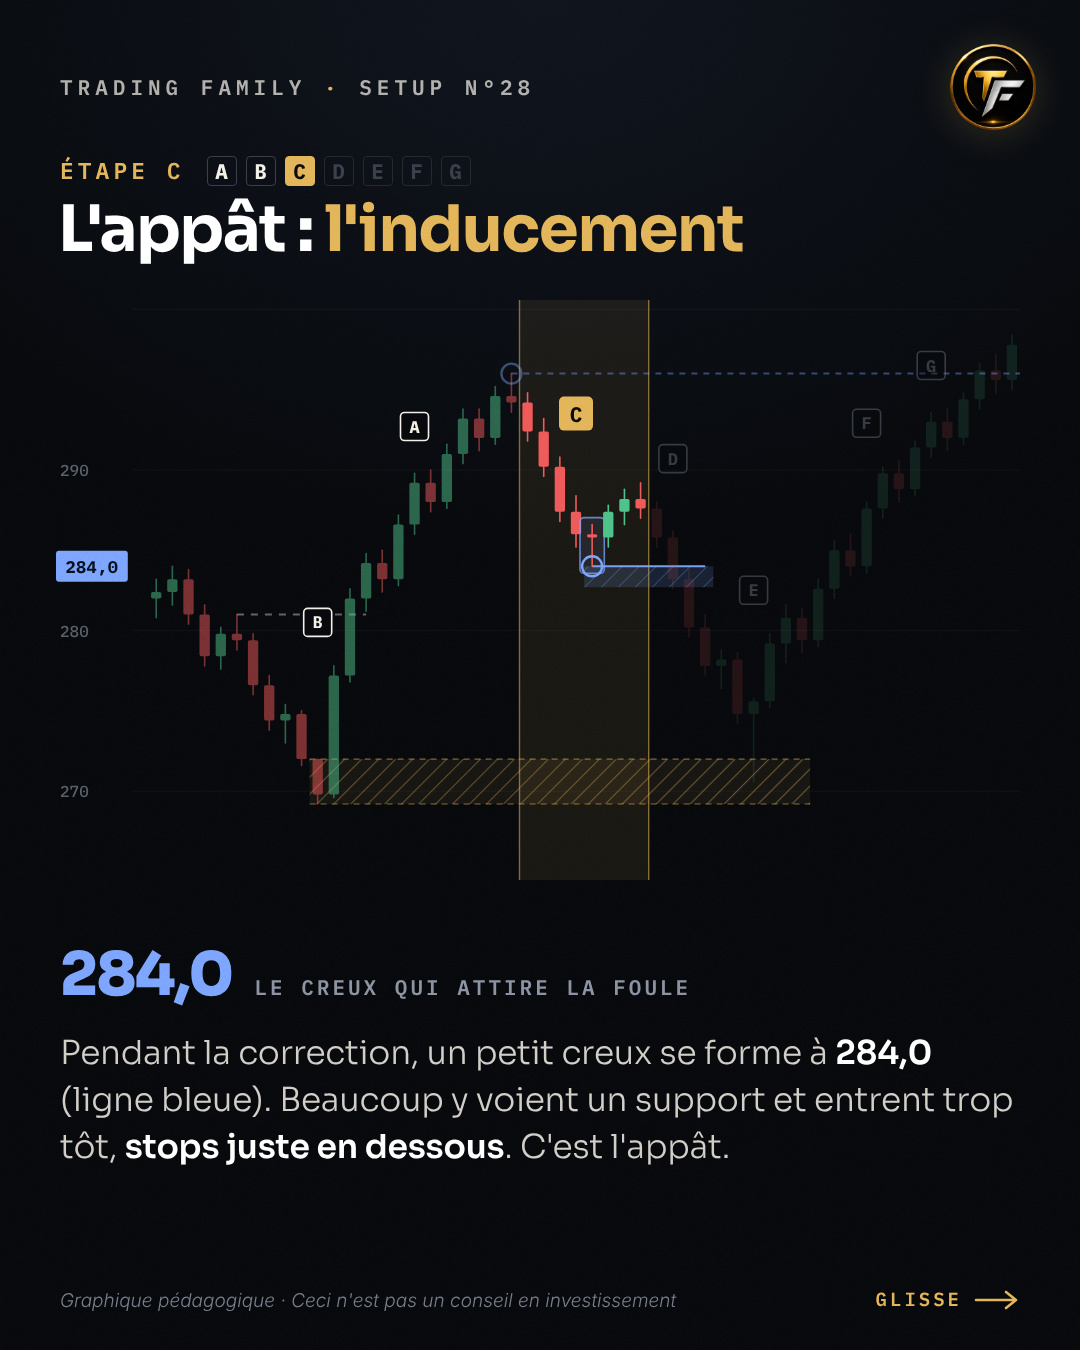 TRADING FAMILY · SETUP N°28
TF
ÉTAPE C A B C D E F G
L'appât : l'inducement
G
C
A
F
D
290
284,0
E
B
280
270
284,0 LE CREUX QUI ATTIRE LA FOULE
Pendant la correction, un petit creux se forme à 284,0
(ligne bleue). Beaucoup y voient un support et entrent trop
tôt, stops juste en dessous. C'est l'appât.
Graphique pédagogique · Ceci n'est pas un conseil en investissement
GLISSE →